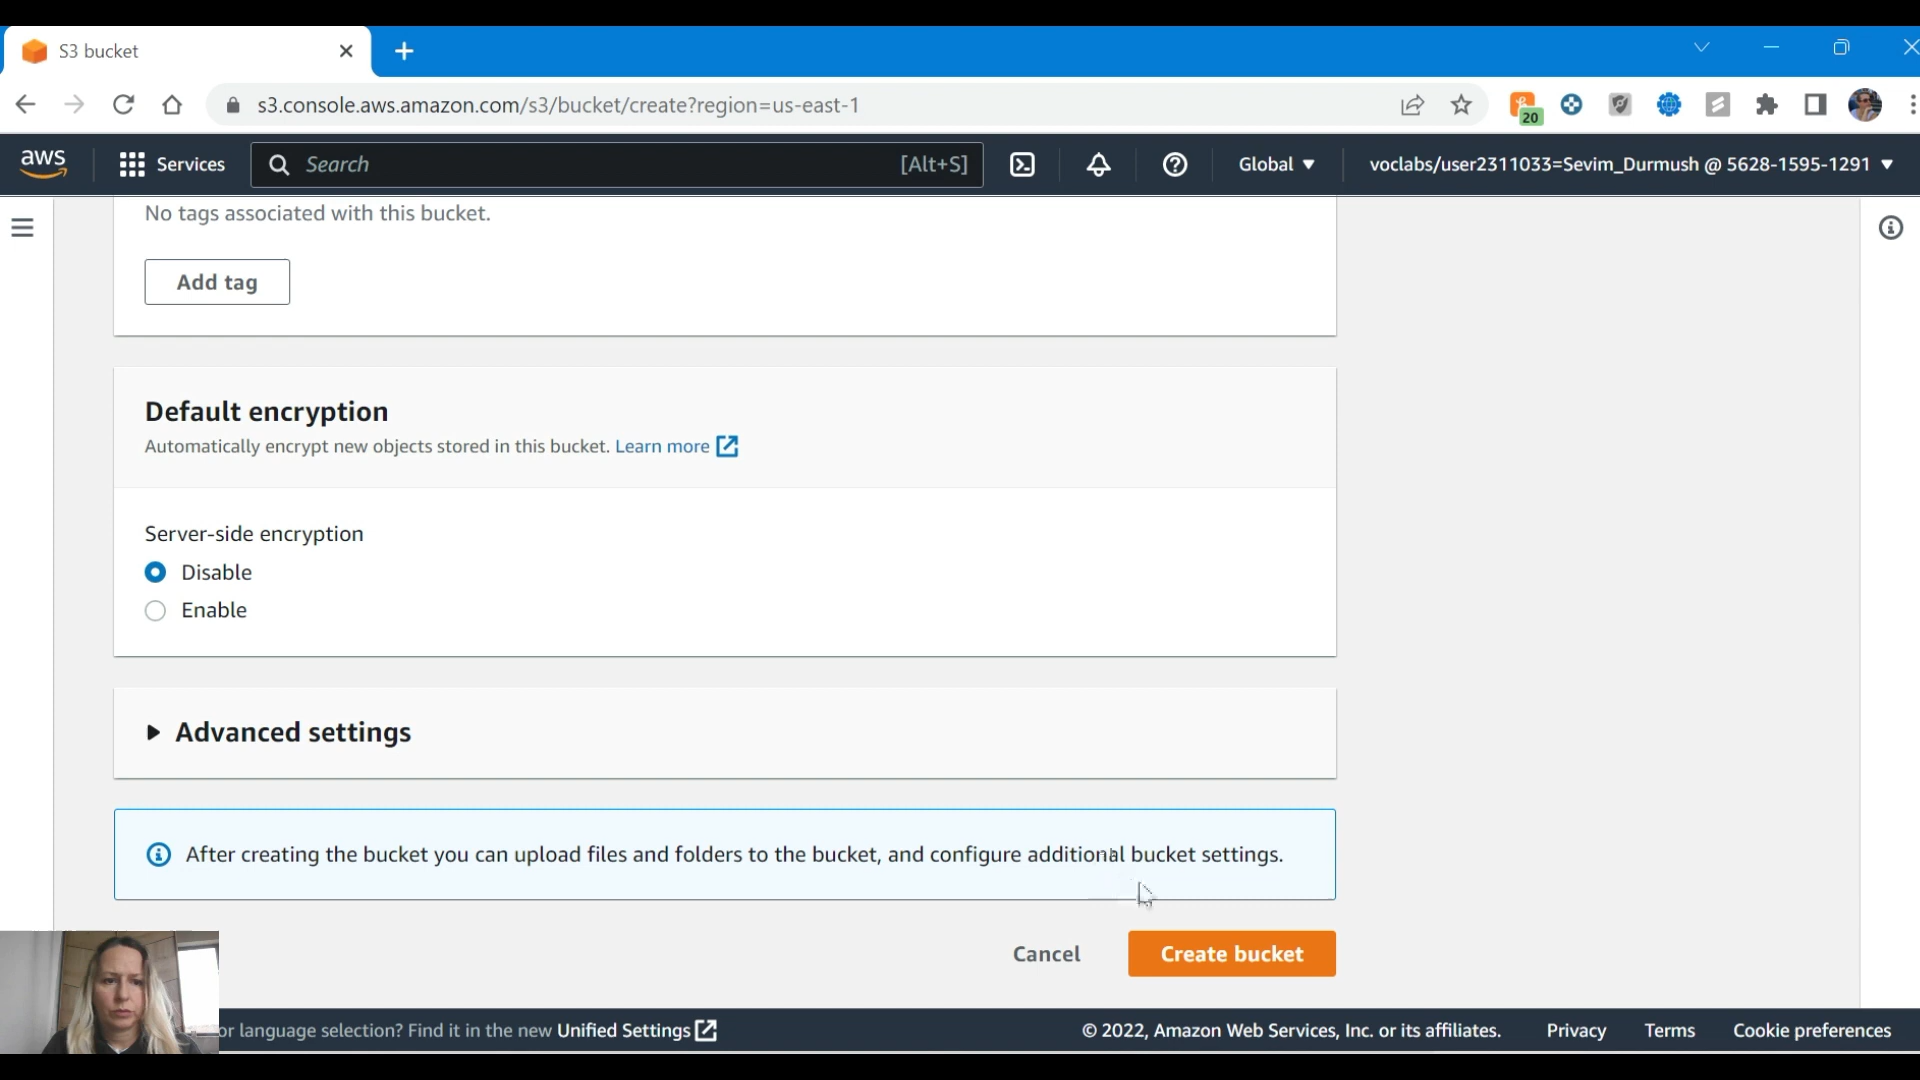 S3 bucket
s3.console.aws.amazon.com/s3/bucket/create?region=us-east-1
20
aws
Services
Search
[Alt+S]
Global
voclabs/user2311033=Sevim_Durmush @ 5628-1595-1291
No tags associated with this bucket.
Add tag
Default encryption
Automatically encrypt new objects stored in this bucket. Learn more
Server-side encryption
Disable
Enable
Advanced settings
After creating the bucket you can upload files and folders to the bucket, and configure additional bucket settings.
Cancel
Create bucket
or language selection? Find it in the new Unified Settings
© 2022, Amazon Web Services, Inc. or its affiliates.
Privacy
Terms
Cookie preferences